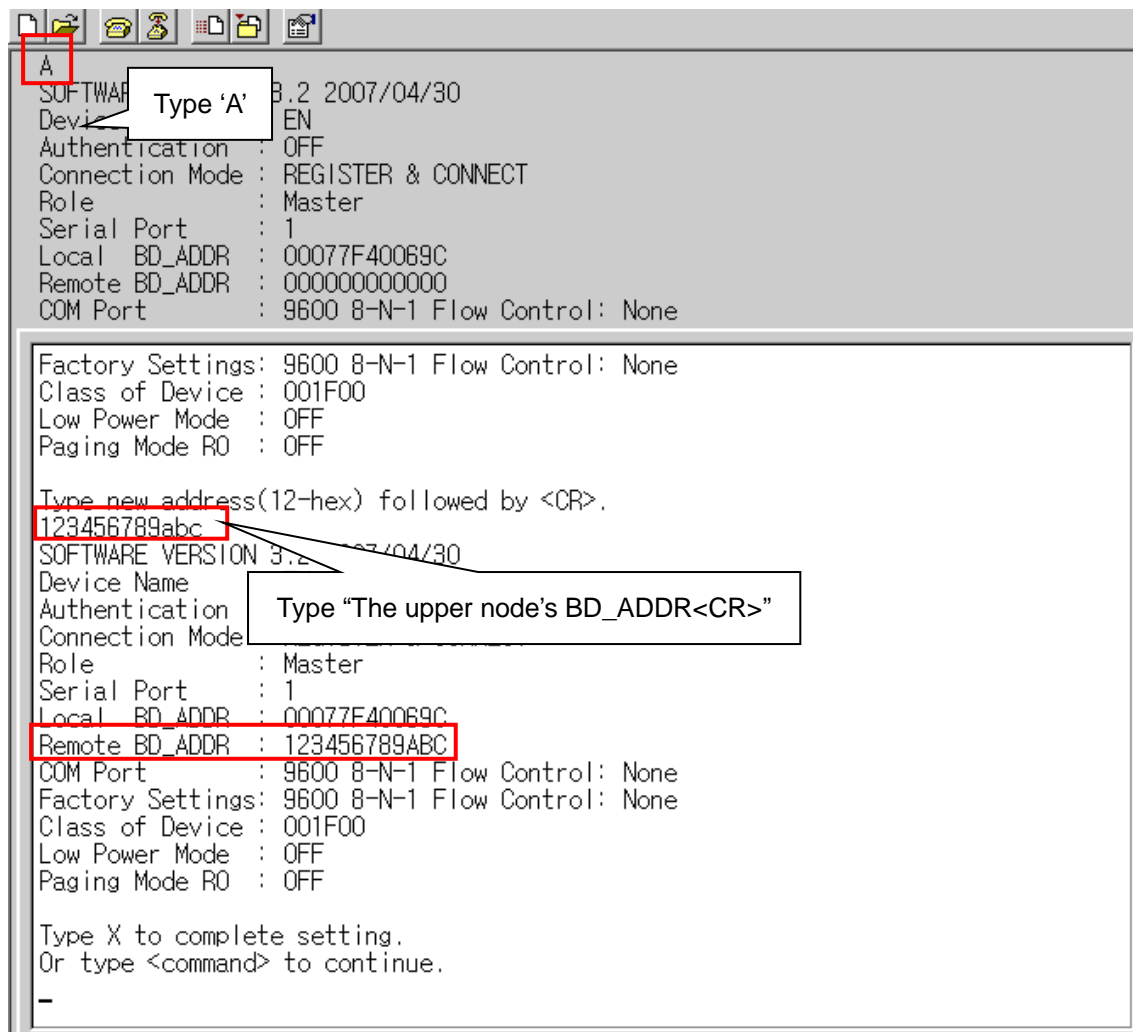 A
SOFTWAR 3.2 2007/04/30
Type ‘A’
Device EN
Authentication : OFF
Connection Mode : REGISTER & CONNECT
Role : Master
Serial Port : 1
Local BD_ADDR : 00077F40069C
Remote BD_ADDR : 000000000000
COM Port : 9600 8-N-1 Flow Control: None
Factory Settings: 9600 8-N-1 Flow Control: None
Class of Device : 001F00
Low Power Mode : OFF
Paging Mode R0 : OFF
Type new address(12-hex) followed by <CR>.
123456789abc
SOFTWARE VERSION 3.2 2007/04/30
Device Name
Type “The upper node’s BD_ADDR<CR>”
Authentication
Connection Mode
Role : Master
Serial Port : 1
Local BD_ADDR : 00077F40069C
Remote BD_ADDR : 123456789ABC
COM Port : 9600 8-N-1 Flow Control: None
Factory Settings: 9600 8-N-1 Flow Control: None
Class of Device : 001F00
Low Power Mode : OFF
Paging Mode R0 : OFF
Type X to complete setting.
Or type <command> to continue.